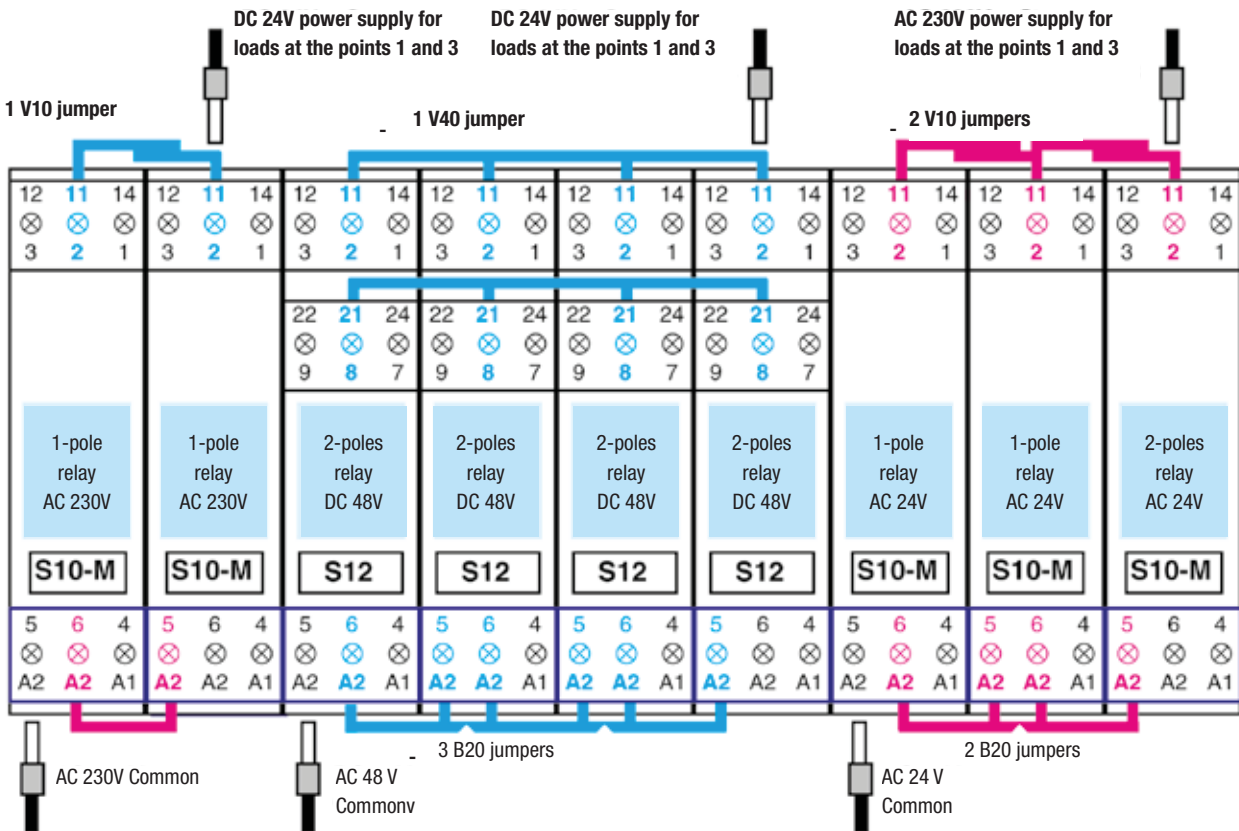 DC 24V power supply for
loads at the points 1 and 3
DC 24V power supply for
loads at the points 1 and 3
AC 230V power supply for
loads at the points 1 and 3
1 V10 jumper
- 1 V40 jumper
- 2 V10 jumpers
12 11 14 12 11 14 12 11 14 12 11 14 12 11 14 12 11 14 12 11 14 12 11 14 12 11 14
3 2 1 3 2 1 3 2 1 3 2 1 3 2 1 3 2 1 3 2 1 3 2 1 3 2 1
22 21 24 22 21 24 22 21 24 22 21 24
9 8 7 9 8 7 9 8 7 9 8 7
1-pole
relay
AC 230V
1-pole
relay
AC 230V
2-poles
relay
DC 48V
2-poles
relay
DC 48V
2-poles
relay
DC 48V
2-poles
relay
DC 48V
1-pole
relay
AC 24V
1-pole
relay
AC 24V
2-poles
relay
AC 24V
S10-M S10-M S12 S12 S12 S12 S10-M S10-M S10-M
5 6 4 5 6 4 5 6 4 5 6 4 5 6 4 5 6 4 5 6 4 5 6 4 5 6 4
A2 A2 A1 A2 A2 A1 A2 A2 A1 A2 A2 A1 A2 A2 A1 A2 A2 A1 A2 A2 A1 A2 A2 A1 A2 A2 A1
AC 230V Common
- 3 B20 jumpers
2 B20 jumpers
AC 48 V
Commonv
AC 24 V
Common